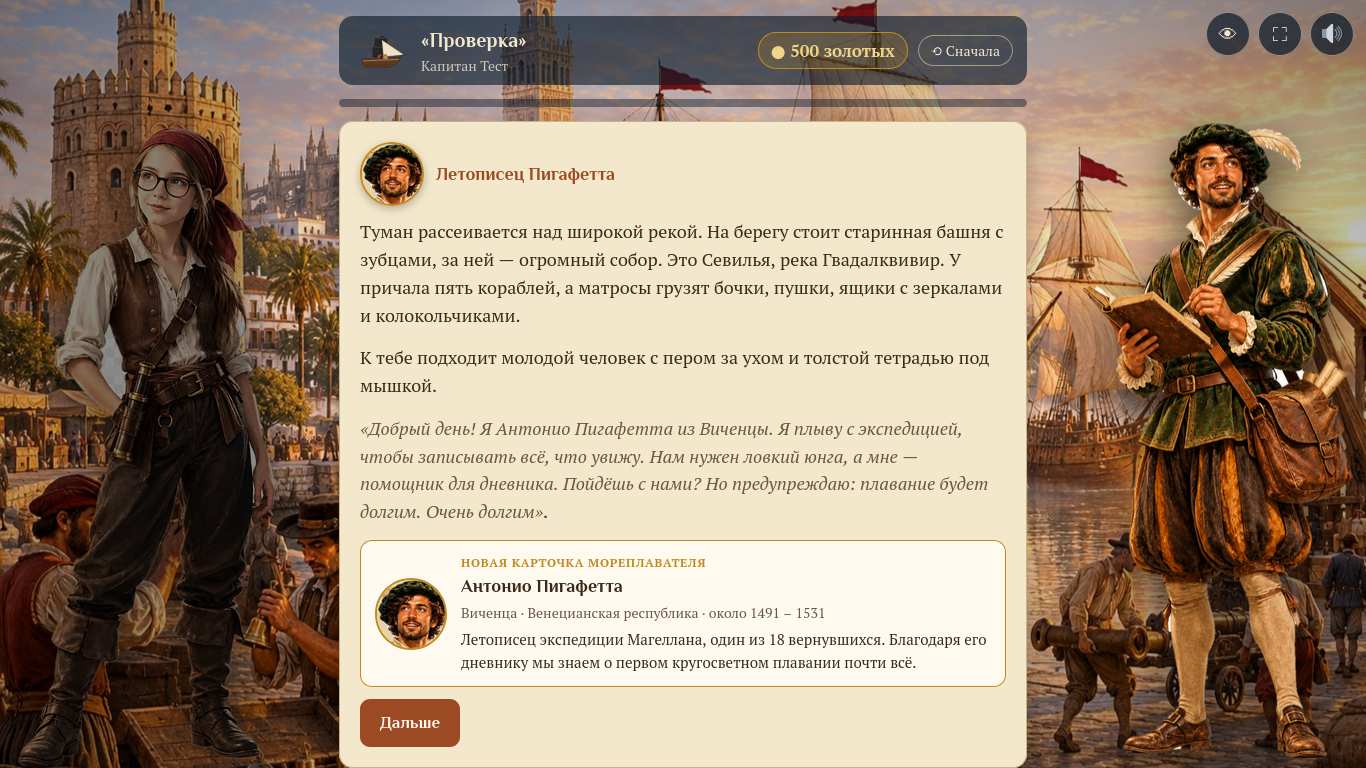 «Проверка»
Капитан Тест
500 золотых
⟲ Сначала
Летописец Пигафетта
Туман рассеивается над широкой рекой. На берегу стоит старинная башня с
зубцами, за ней — огромный собор. Это Севилья, река Гвадалквивир. У
причала пять кораблей, а матросы грузят бочки, пушки, ящики с зеркалами
и колокольчиками.
К тебе подходит молодой человек с пером за ухом и толстой тетрадью под
мышкой.
«Добрый день! Я Антонио Пигафетта из Виченцы. Я плыву с экспедицией,
чтобы записывать всё, что увижу. Нам нужен ловкий юнга, а мне —
помощник для дневника. Пойдёшь с нами? Но предупреждаю: плавание будет
долгим. Очень долгим».
НОВАЯ КАРТОЧКА МОРЕПЛАВАТЕЛЯ
Антонио Пигафетта
Виченца · Венецианская республика · около 1491 – 1531
Летописец экспедиции Магеллана, один из 18 вернувшихся. Благодаря его
дневнику мы знаем о первом кругосветном плавании почти всё.
Дальше